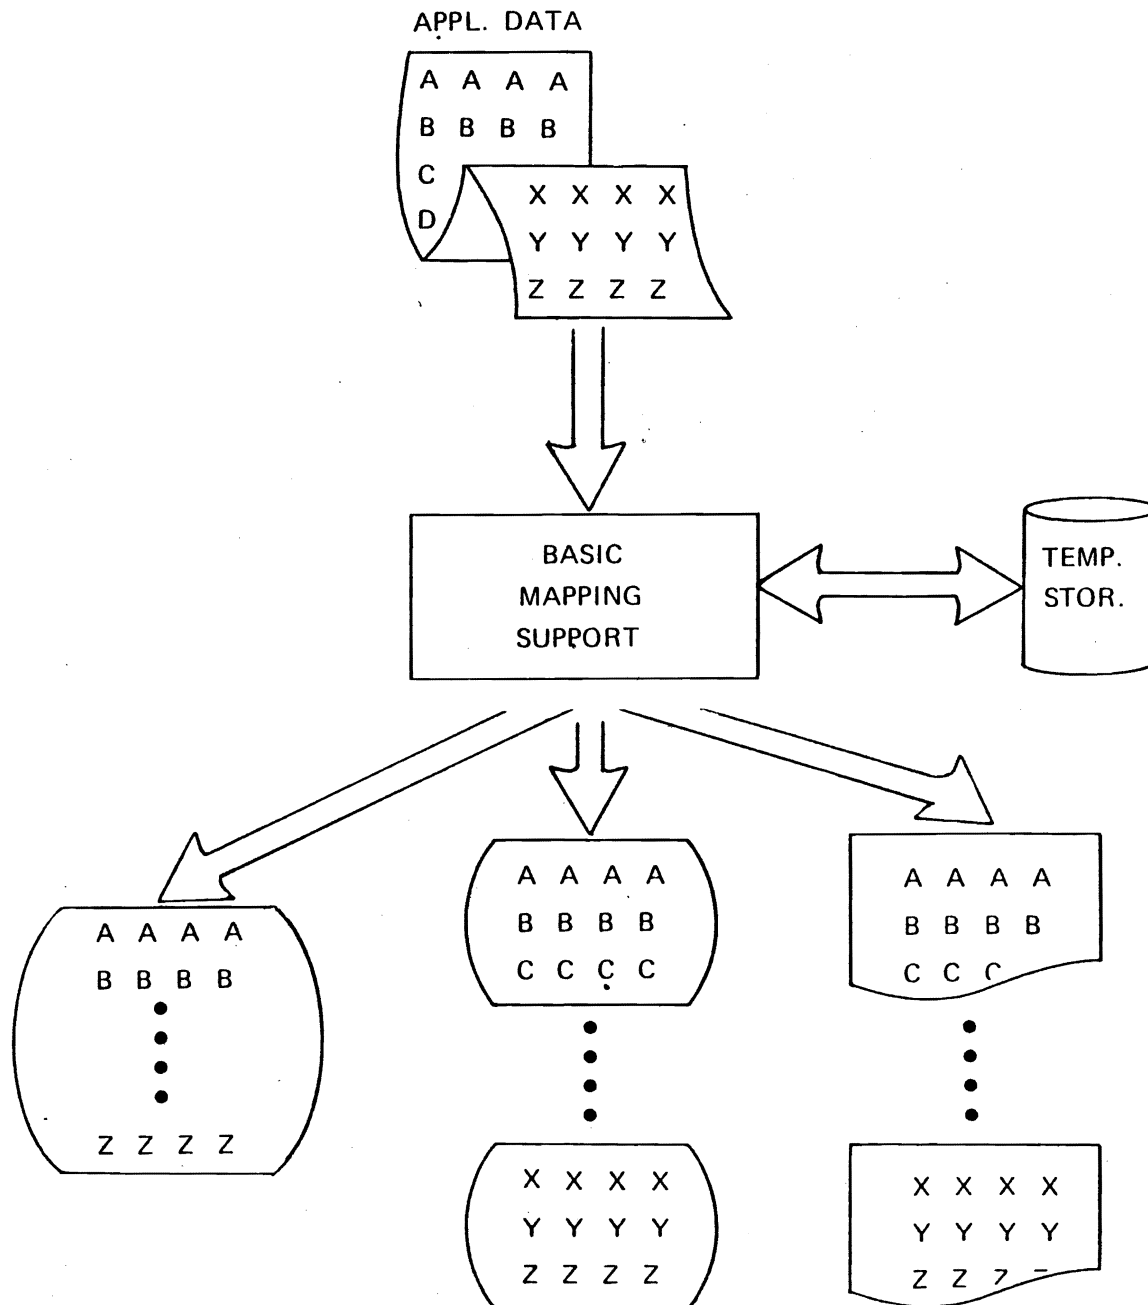 APPL. DATA
A A A A
B B B B
C
D
X X X X
Y Y Y Y
Z Z Z Z
BASIC
MAPPING
SUPPORT
TEMP.
STOR.
A A A A
B B B B
Z Z Z Z
A A A A
B B B B
C C C C
X X X X
Y Y Y Y
Z Z Z Z
A A A A
B B B B
C C C
X X X X
Y Y Y Y
Z Z Z